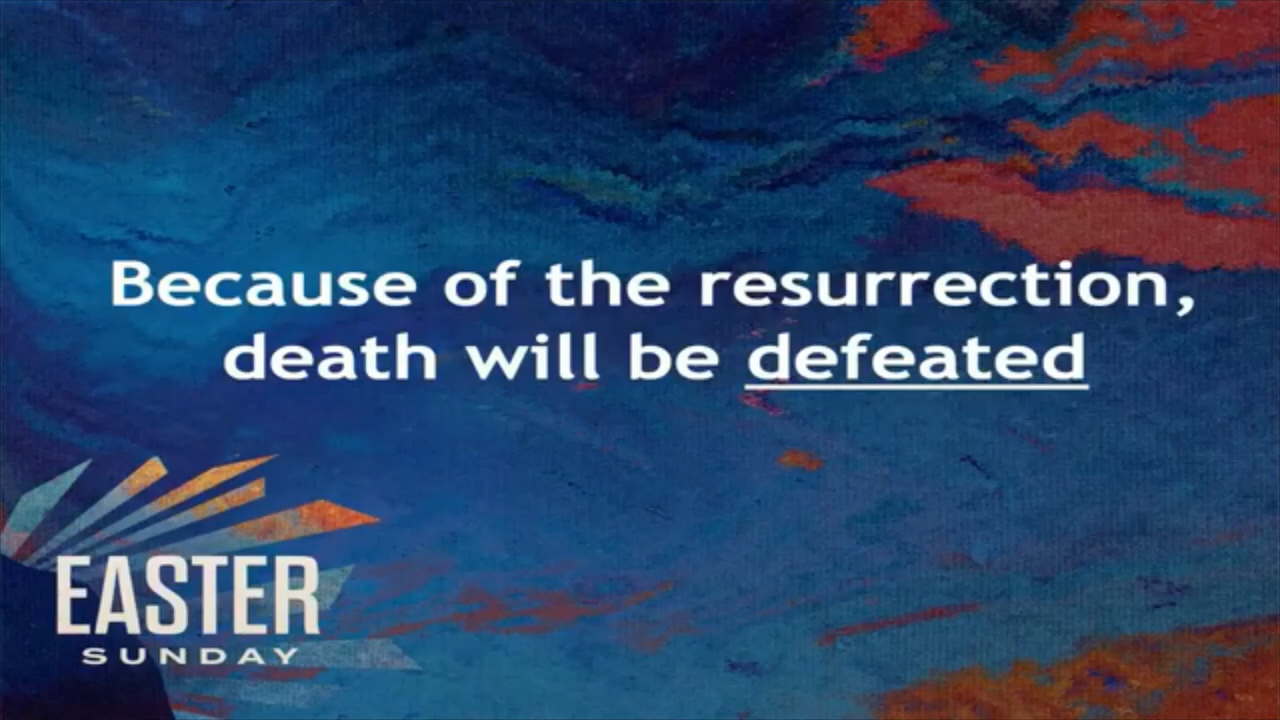 Because of the resurrection,
death will be defeated
EASTER
SUNDAY